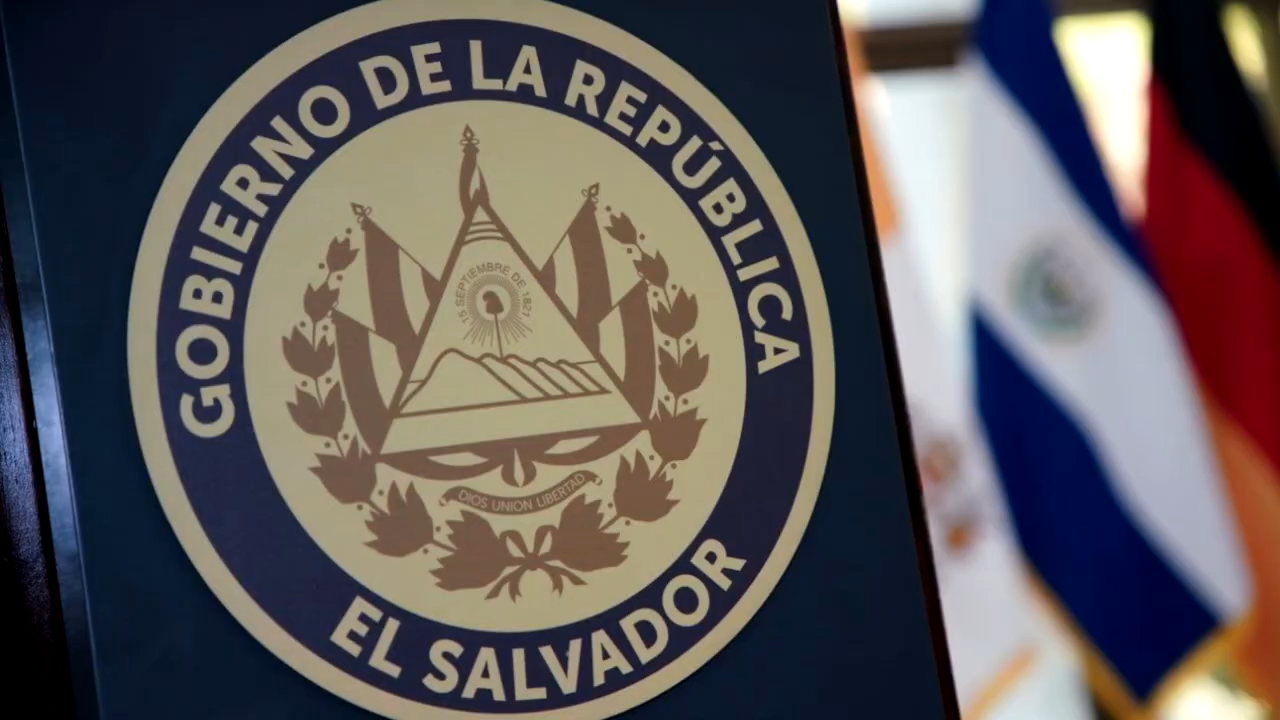 GOBIERNO DE LA REPÚBLICA
15 SEPTIEMBRE DE 1821
DIOS UNION LIBERTAD
EL SALVADOR